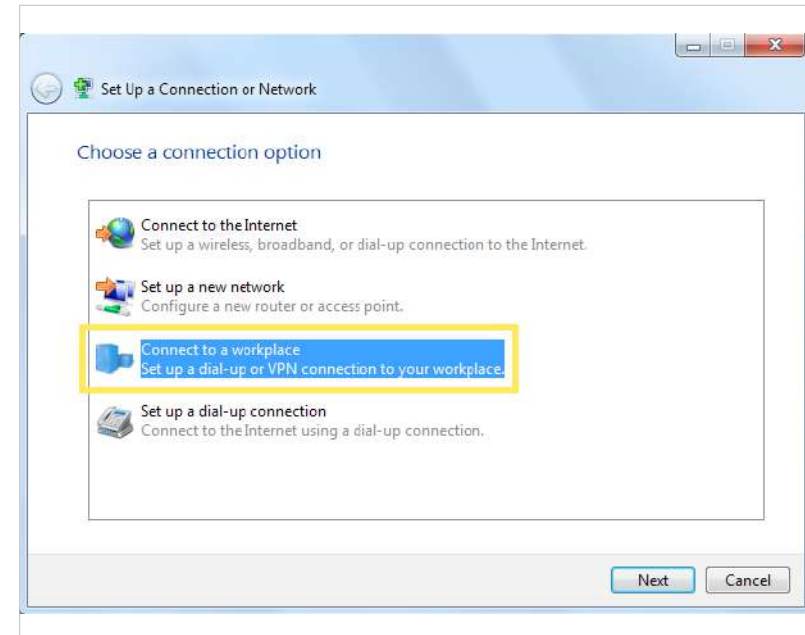 Set Up a Connection or Network
Choose a connection option
Connect to the Internet
Set up a wireless, broadband, or dial-up connection to the Internet.
Set up a new network
Configure a new router or access point.
Connect to a workplace
Set up a dial-up or VPN connection to your workplace.
Set up a dial-up connection
Connect to the Internet using a dial-up connection.
Next Cancel